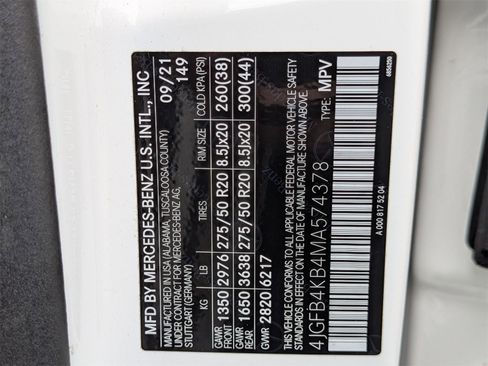 MFD BY MERCEDES-BENZ U.S. INTL., INC
MANUFACTURED IN USA (ALABAMA, TUSCALOOSA COUNTY) 09/21
UNDER CONTRACT FOR MERCEDES-BENZ AG, 149
STUTTGART (GERMANY)
KG LB TIRES RIM SIZE COLD KPA(PSI)
GAWR FRONT 1350 2976 275/50 R20 8.5Jx20 260(38)
GAWR REAR 1650 3638 275/50 R20 8.5Jx20 300(44)
GVWR 2820 6217
THIS VEHICLE CONFORMS TO ALL APPLICABLE FEDERAL MOTOR VEHICLE SAFETY
STANDARDS IN EFFECT ON THE DATE OF MANUFACTURE SHOWN ABOVE.
4JGFB4KB4MA574378 TYPE: MPV
A 000 817 52 04